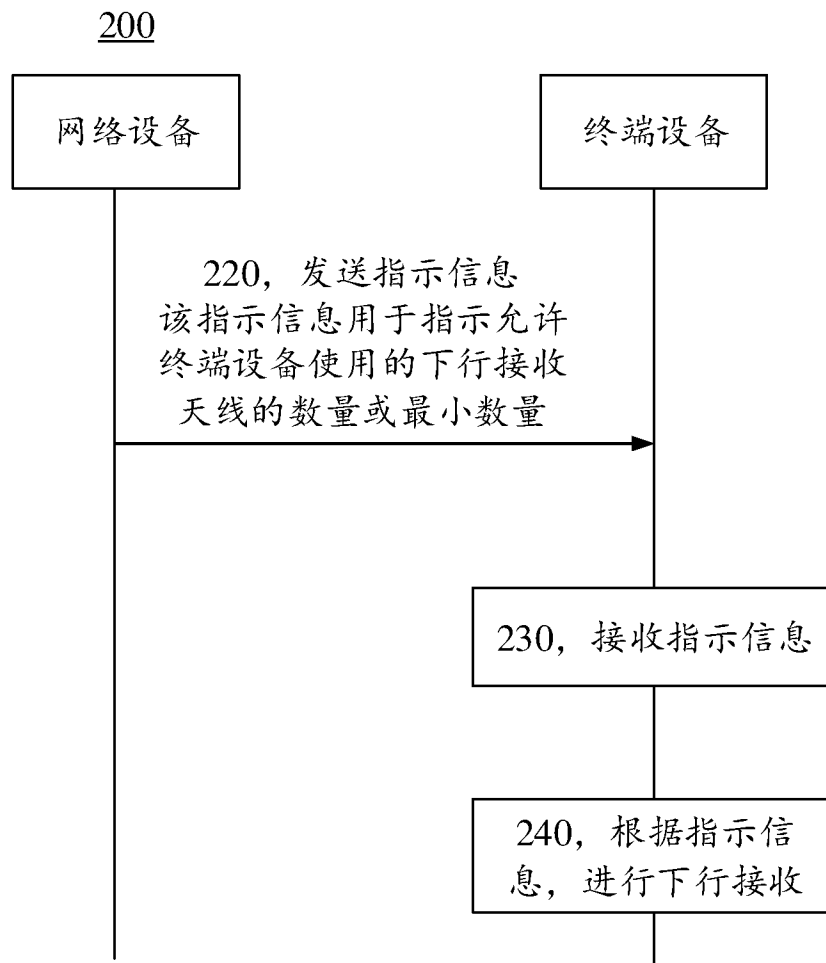 200
网络设备
终端设备
220，发送指示信息
该指示信息用于指示允许
终端设备使用的下行接收
天线的数量或最小数量
230，接收指示信息
240，根据指示信
息，进行下行接收